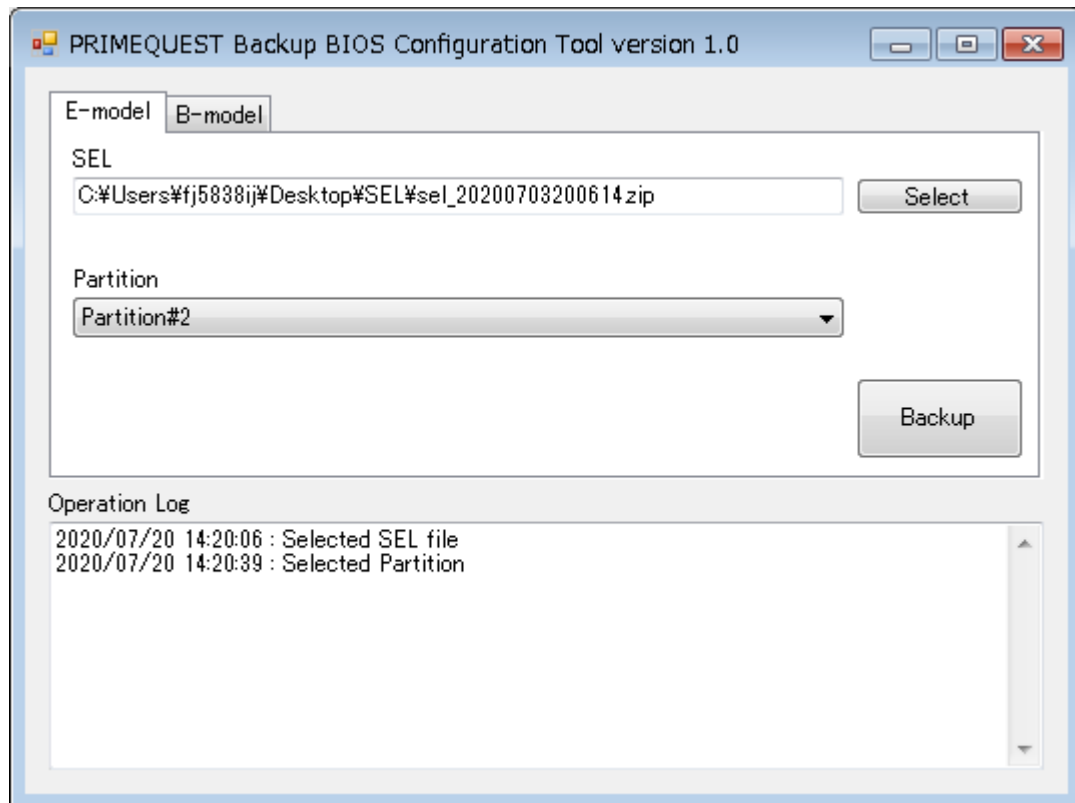 PRIMEQUEST Backup BIOS Configuration Tool version 1.0
E-model B-model
SEL
C:¥Users¥fj5838ij¥Desktop¥SEL¥sel_20200703200614.zip Select
Partition
Partition#2
Backup
Operation Log
2020/07/20 14:20:06 : Selected SEL file
2020/07/20 14:20:39 : Selected Partition